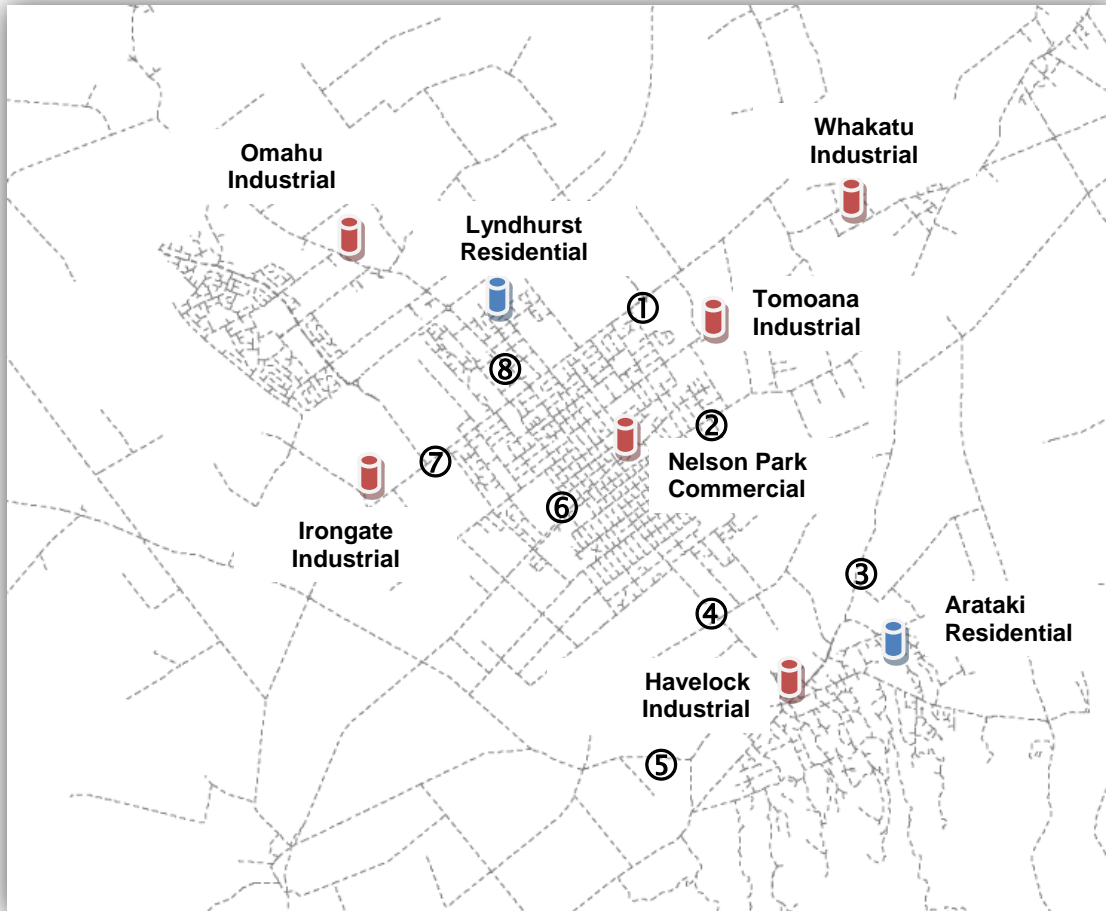 Whakatu
Industrial
Omahu
Industrial
Lyndhurst
Residential
Tomoana
Industrial
①
⑧
②
Nelson Park
Commercial
⑦
⑥
Irongate
Industrial
③
④
Arataki
Residential
Havelock
Industrial
⑤